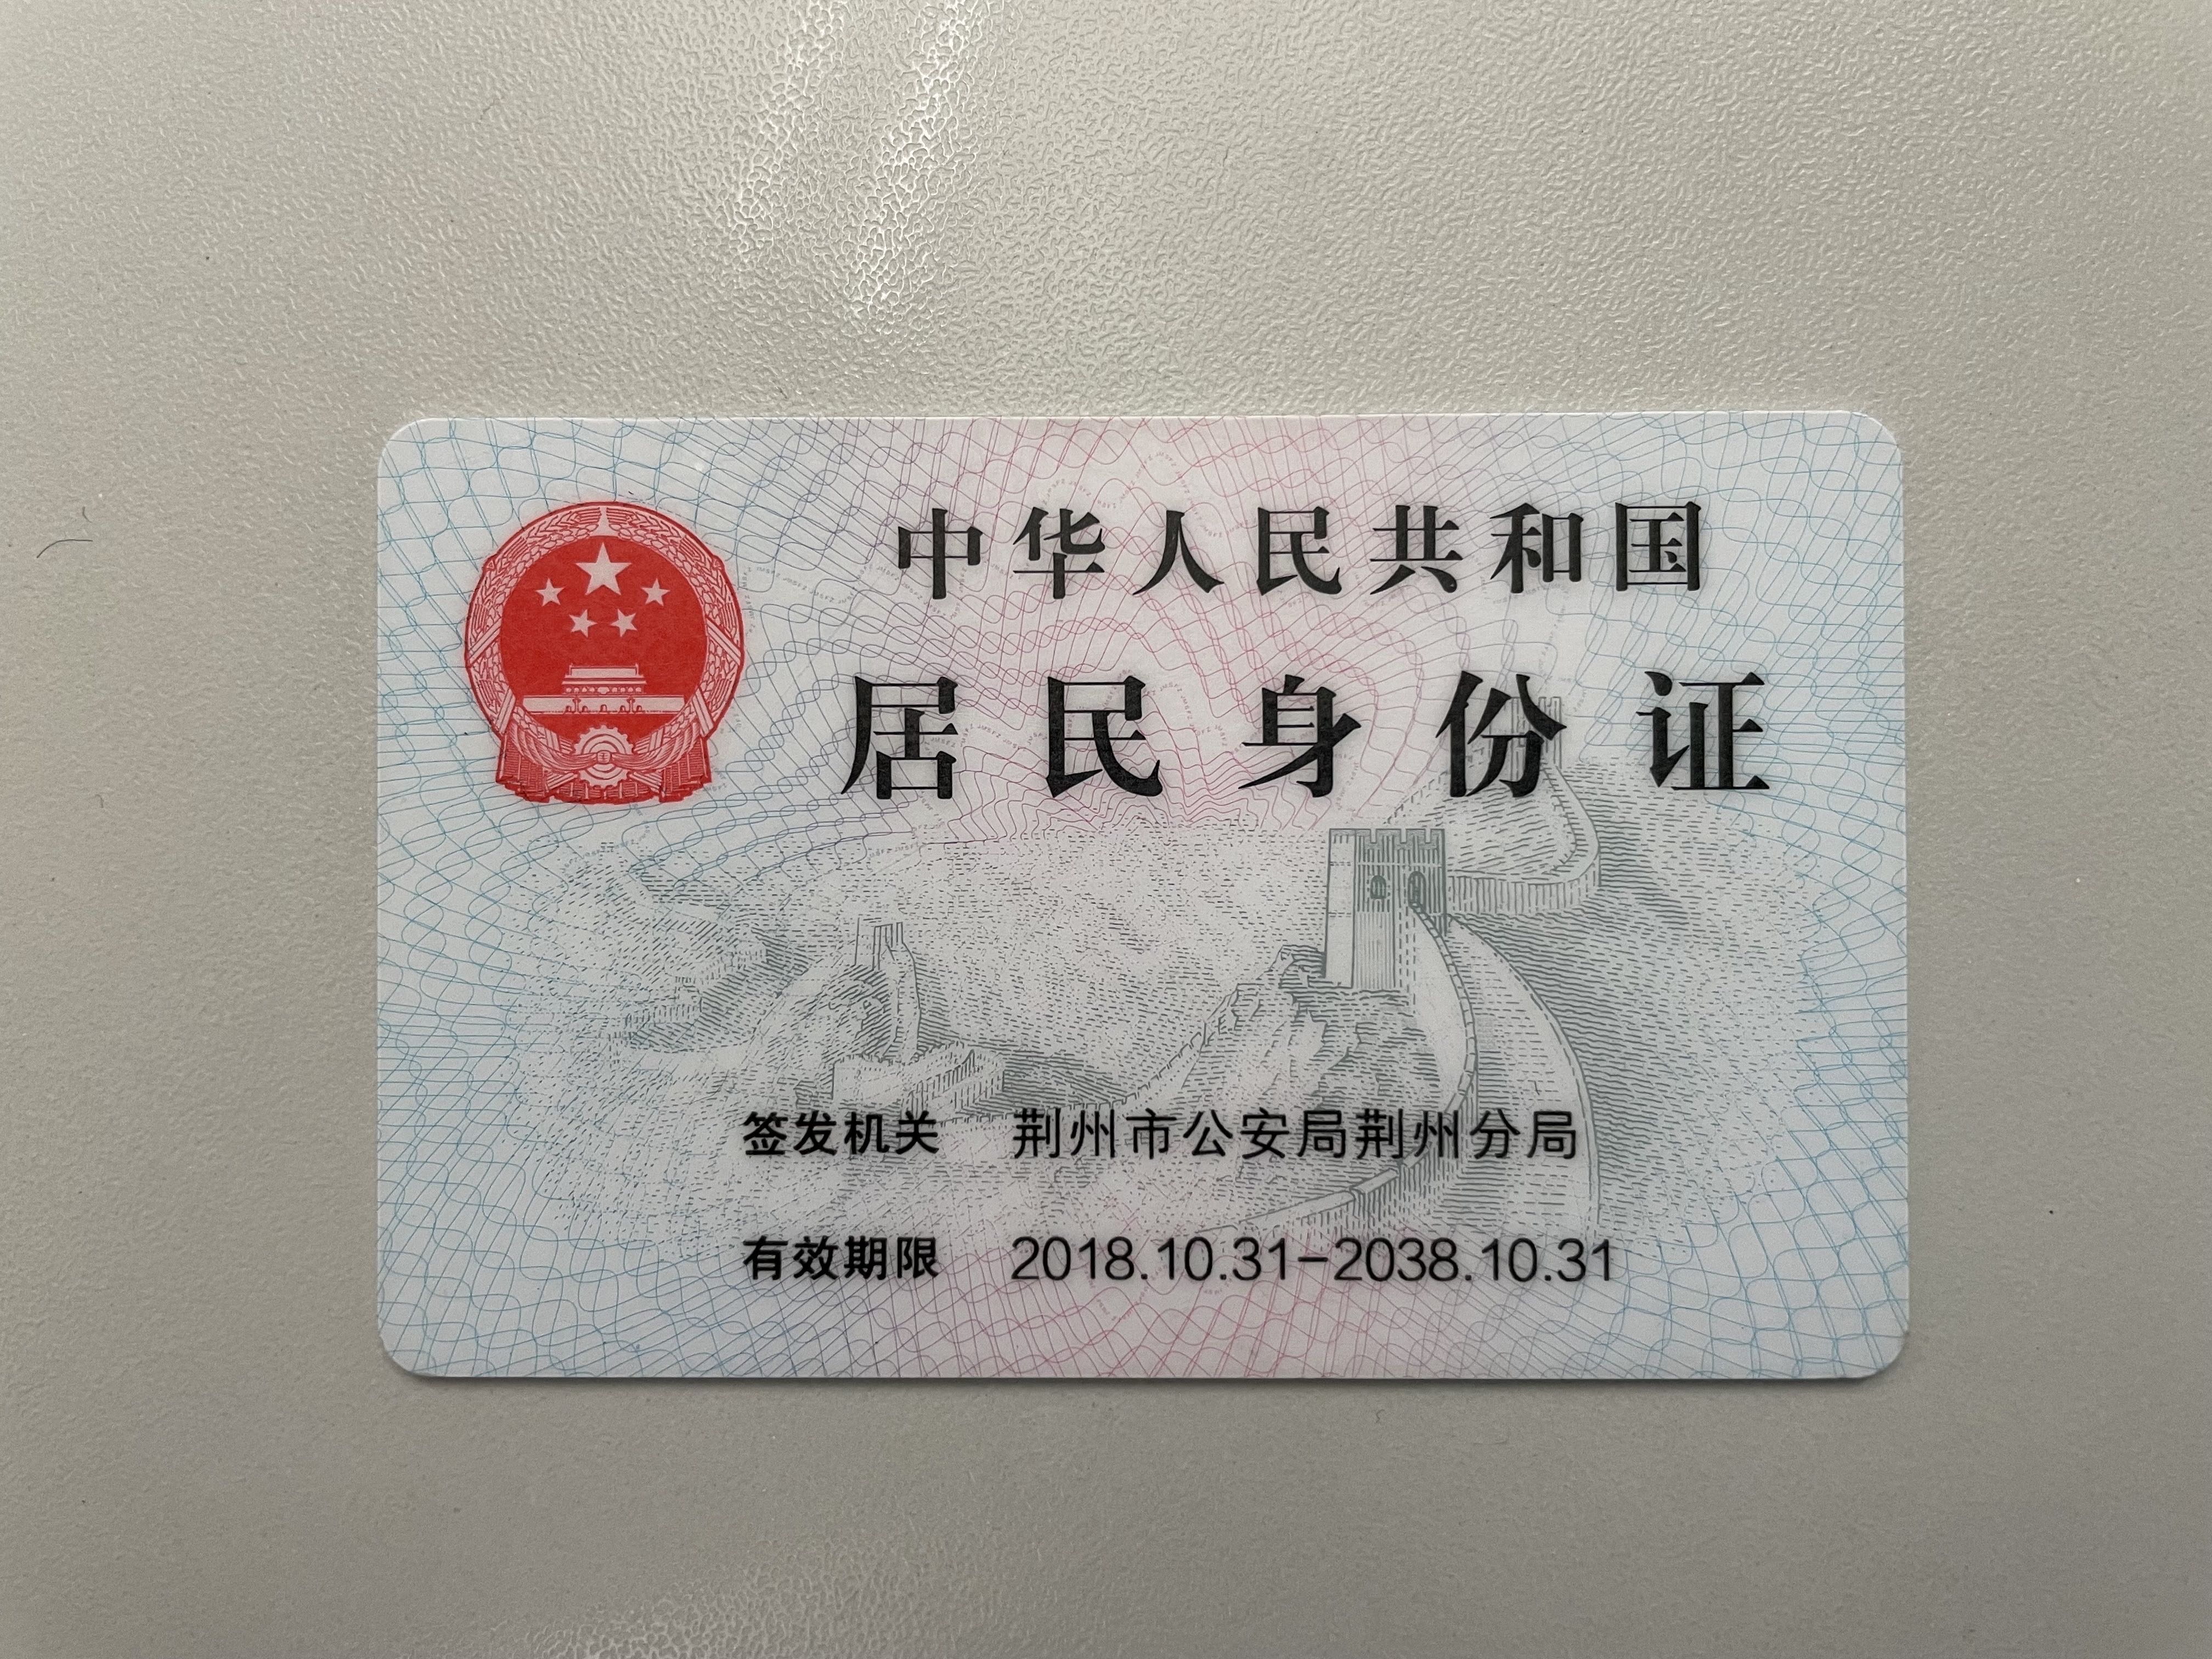 中华人民共和国
居民身份证
签发机关 荆州市公安局荆州分局
有效期限 2018.10.31-2038.10.31